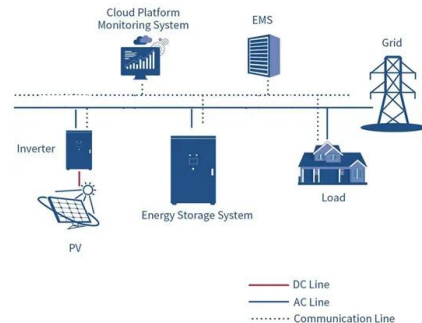 Cloud Platform
Monitoring System
EMS
Grid
Inverter
Energy Storage System
Load
PV
DC Line
AC Line
Communication Line